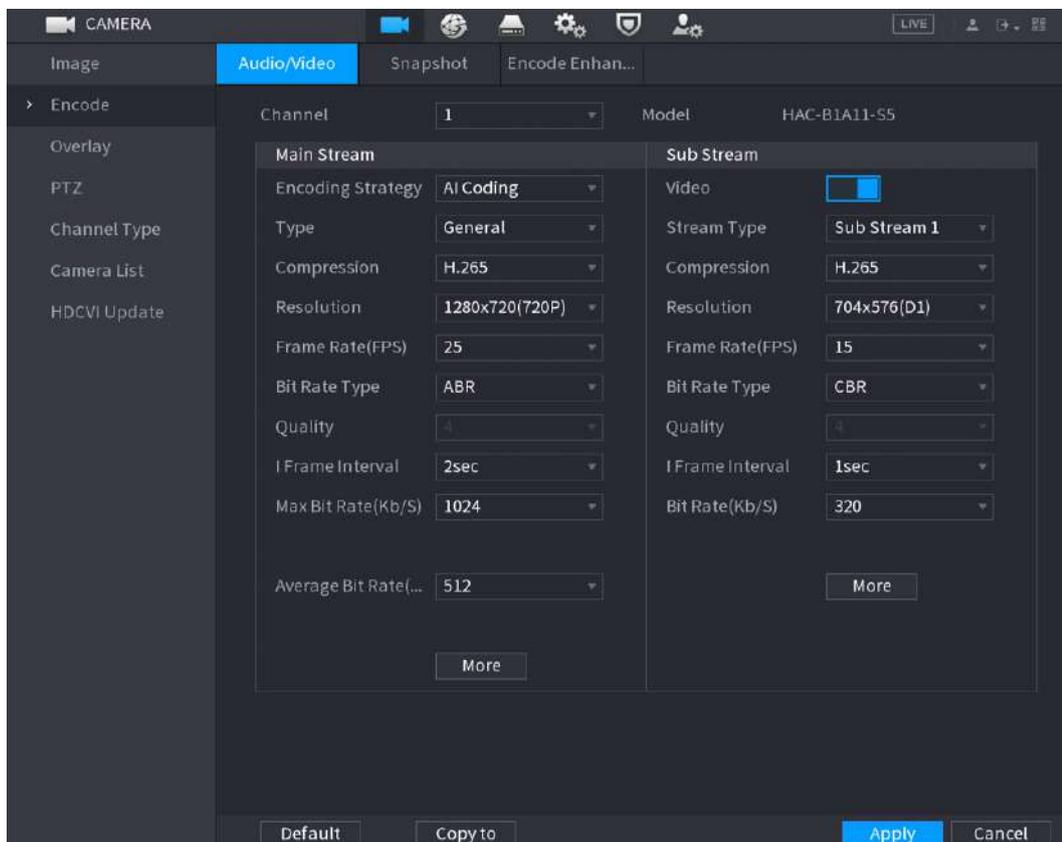 CAMERA LIVE
Image
Encode
Overlay
PTZ
Channel Type
Camera List
HDCVI Update
Audio/Video Snapshot Encode Enhan...
Channel 1 Model HAC-B1A11-S5
Main Stream Sub Stream
Encoding Strategy AI Coding Video
Type General Stream Type Sub Stream 1
Compression H.265 Compression H.265
Resolution 1280x720(720P) Resolution 704x576(D1)
Frame Rate(FPS) 25 Frame Rate(FPS) 15
Bit Rate Type ABR Bit Rate Type CBR
Quality 4 Quality 4
I Frame Interval 2sec I Frame Interval 1sec
Max Bit Rate(Kb/S) 1024 Bit Rate(Kb/S) 320
Average Bit Rate(... 512 More
More
Default Copy to Apply Cancel